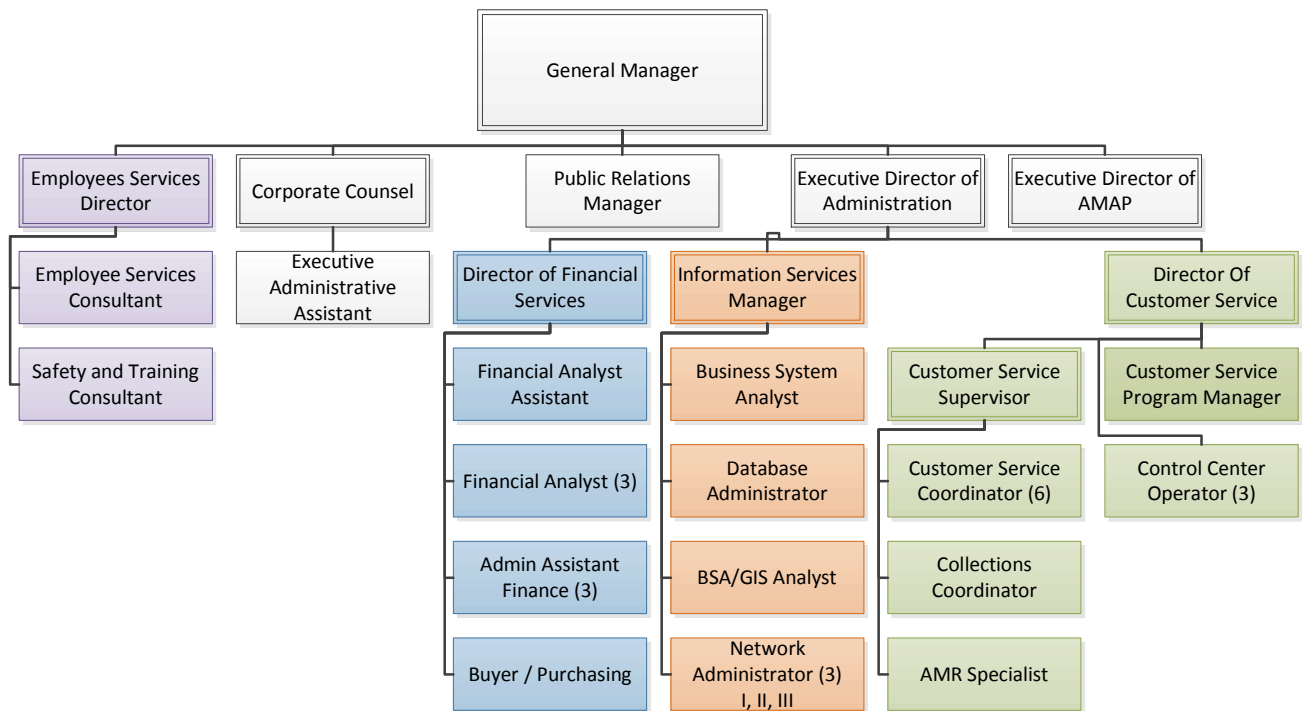 General Manager
Employees Services
Director
Corporate Counsel
Public Relations
Manager
Executive Director of
Administration
Executive Director of
AMAP
Employee Services
Consultant
Executive
Administrative
Assistant
Director of Financial
Services
Information Services
Manager
Director Of
Customer Service
Safety and Training
Consultant
Financial Analyst
Assistant
Business System
Analyst
Customer Service
Supervisor
Customer Service
Program Manager
Financial Analyst (3)
Database
Administrator
Customer Service
Coordinator (6)
Control Center
Operator (3)
Admin Assistant
Finance (3)
BSA/GIS Analyst
Collections
Coordinator
Buyer / Purchasing
Network
Administrator (3)
I, II, III
AMR Specialist